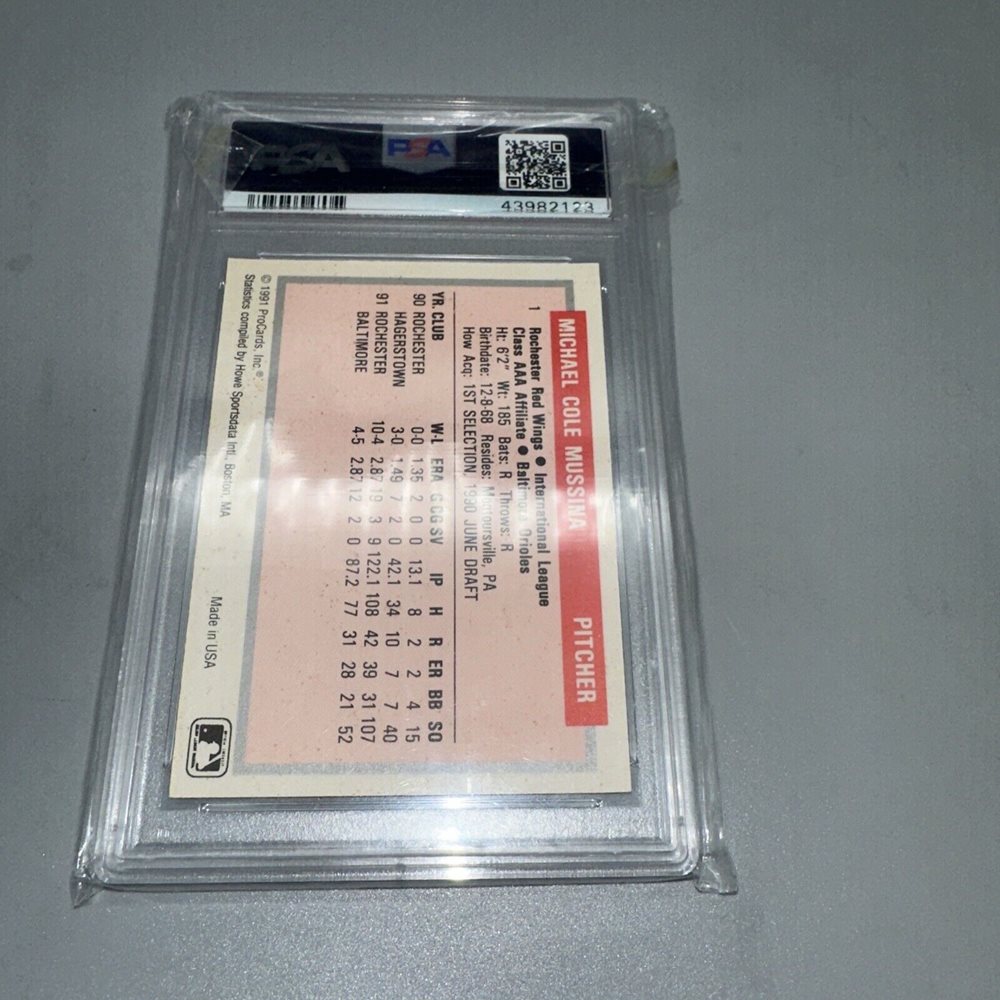 PSA
PSA
43982123
MICHAEL COLE MUSSINA PITCHER
1 Rochester Red Wings ● International League
Class AAA Affiliate ● Baltimore Orioles
Ht: 6'2" Wt: 185 Bats: R Throws: R
Birthdate: 12-8-68 Resides: Montoursville, PA
How Acq: 1ST SELECTION, 1990 JUNE DRAFT
YR. CLUB W-L ERA G CG SV IP H R ER BB SO
90 ROCHESTER 0-0 1.35 2 0 0 13.1 8 2 2 4 15
HAGERSTOWN 3-0 1.49 7 2 0 42.1 34 10 7 7 40
91 ROCHESTER 10-4 2.87 19 3 9 122.1 108 42 39 31 107
BALTIMORE 4-5 2.87 12 2 0 87.2 77 31 28 21 52
© 1991 ProCards, Inc.®
Statistics compiled by Howe Sportsdata Intl. Boston, MA
Made in USA